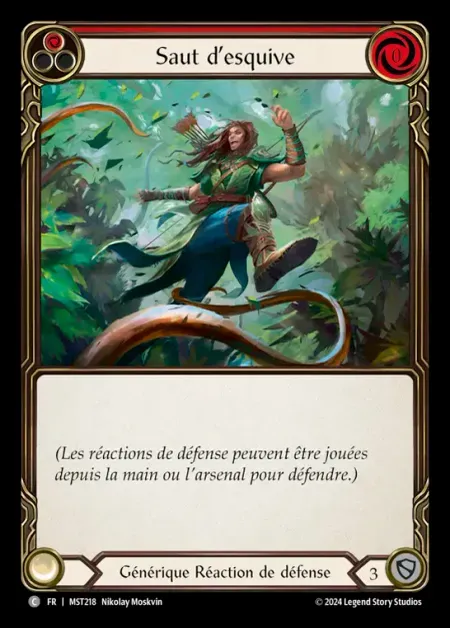 Saut d'esquive
0
(Les réactions de défense peuvent être jouées
depuis la main ou l'arsenal pour défendre.)
Générique Réaction de défense
3
C FR | MST218 Nikolay Moskvin
© 2024 Legend Story Studios